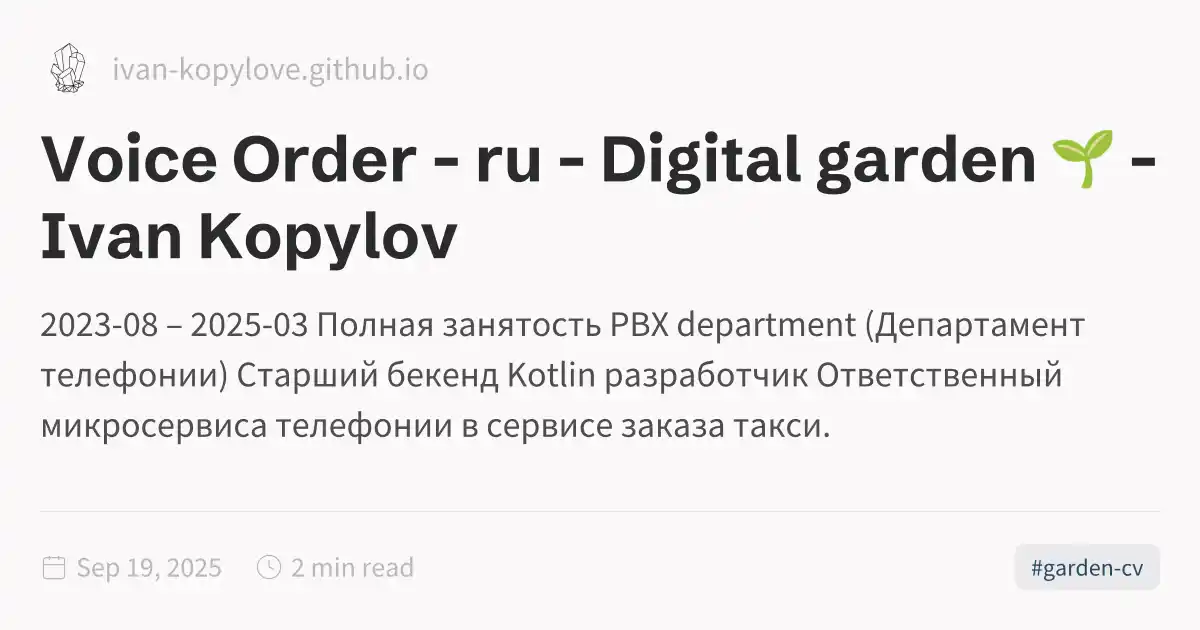 ivan-kopylove.github.io
Voice Order - ru - Digital garden 🌱 -
Ivan Kopylov
2023-08 – 2025-03 Полная занятость PBX department (Департамент
телефонии) Старший бекенд Kotlin разработчик Ответственный
микросервиса телефонии в сервисе заказа такси.
Sep 19, 2025
2 min read
#garden-cv